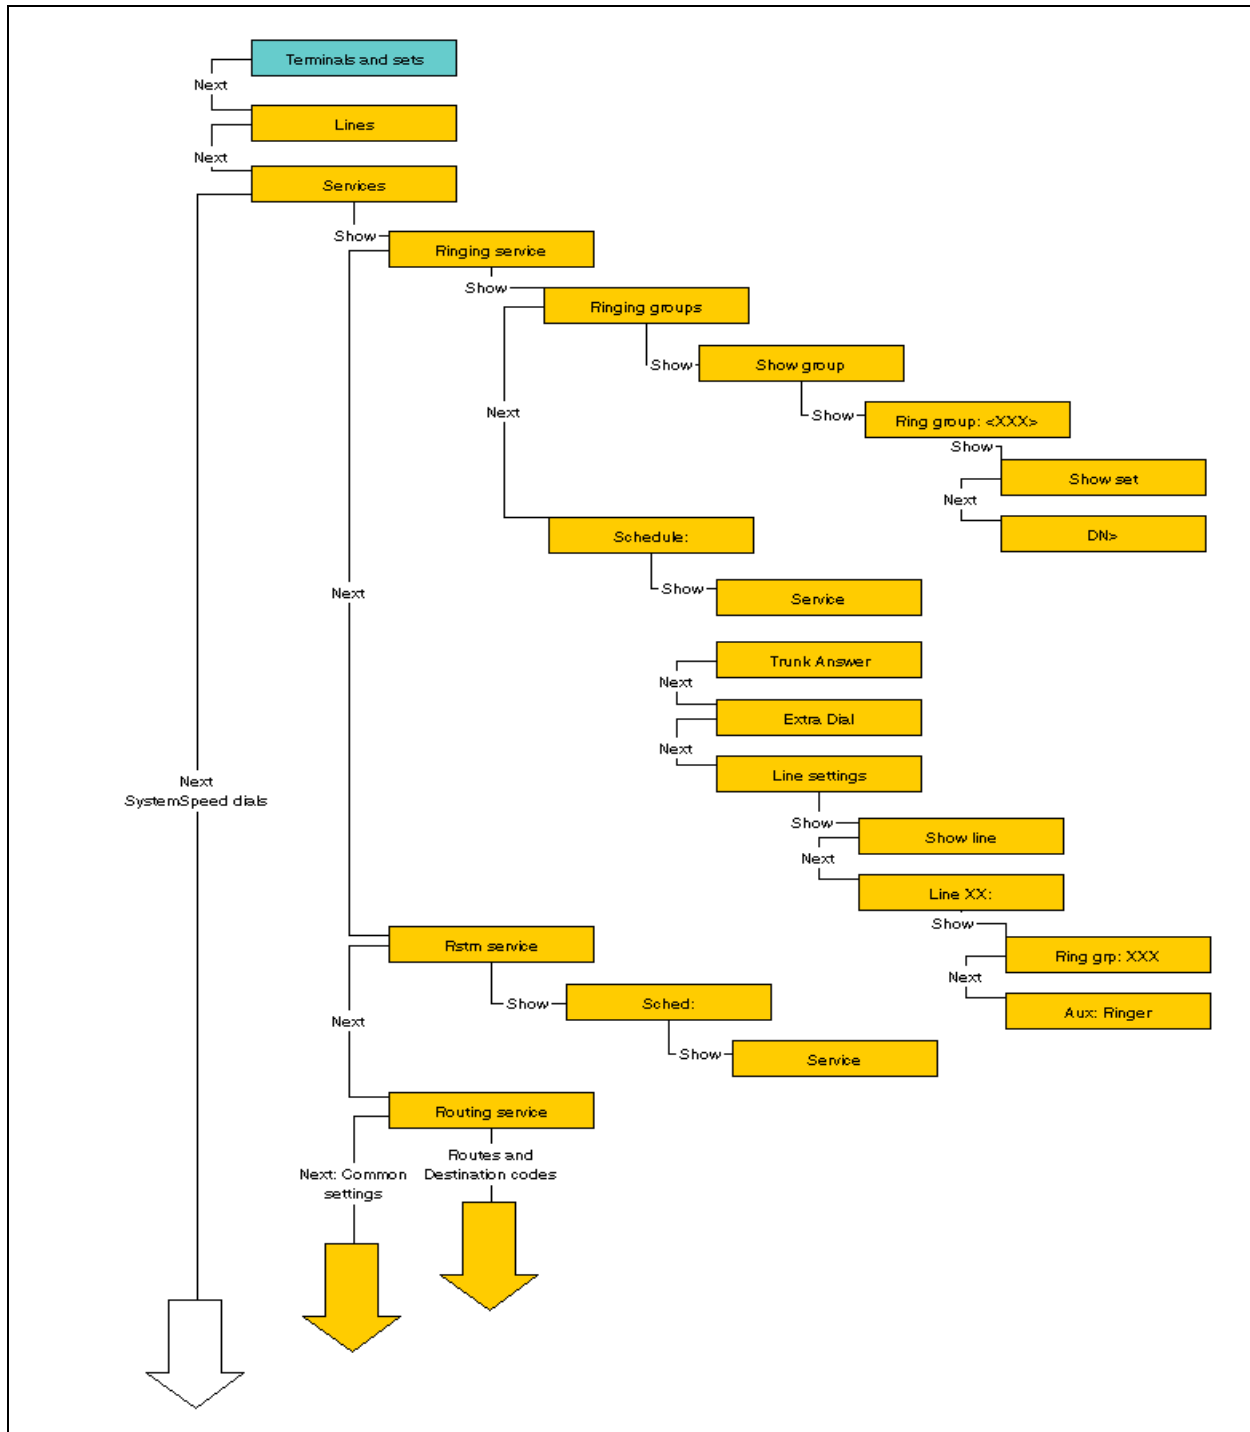 Terminals and sets
Next
Lines
Next
Services
Show
Ringing service
Show
Ringing groups
Show
Show group
Next
Show
Ring group: <XXX>
Show
Show set
Next
DN>
Schedule:
Next
Show
Service
Trunk Answer
Next
Extra Dial
Next
Line settings
Next
SystemSpeed dials
Show
Show line
Next
Line XX:
Show
Rstrn service
Ring grp: XXX
Next
Show
Sched:
Aux: Ringer
Next
Show
Service
Routing service
Routes and
Destination codes
Next: Common
settings